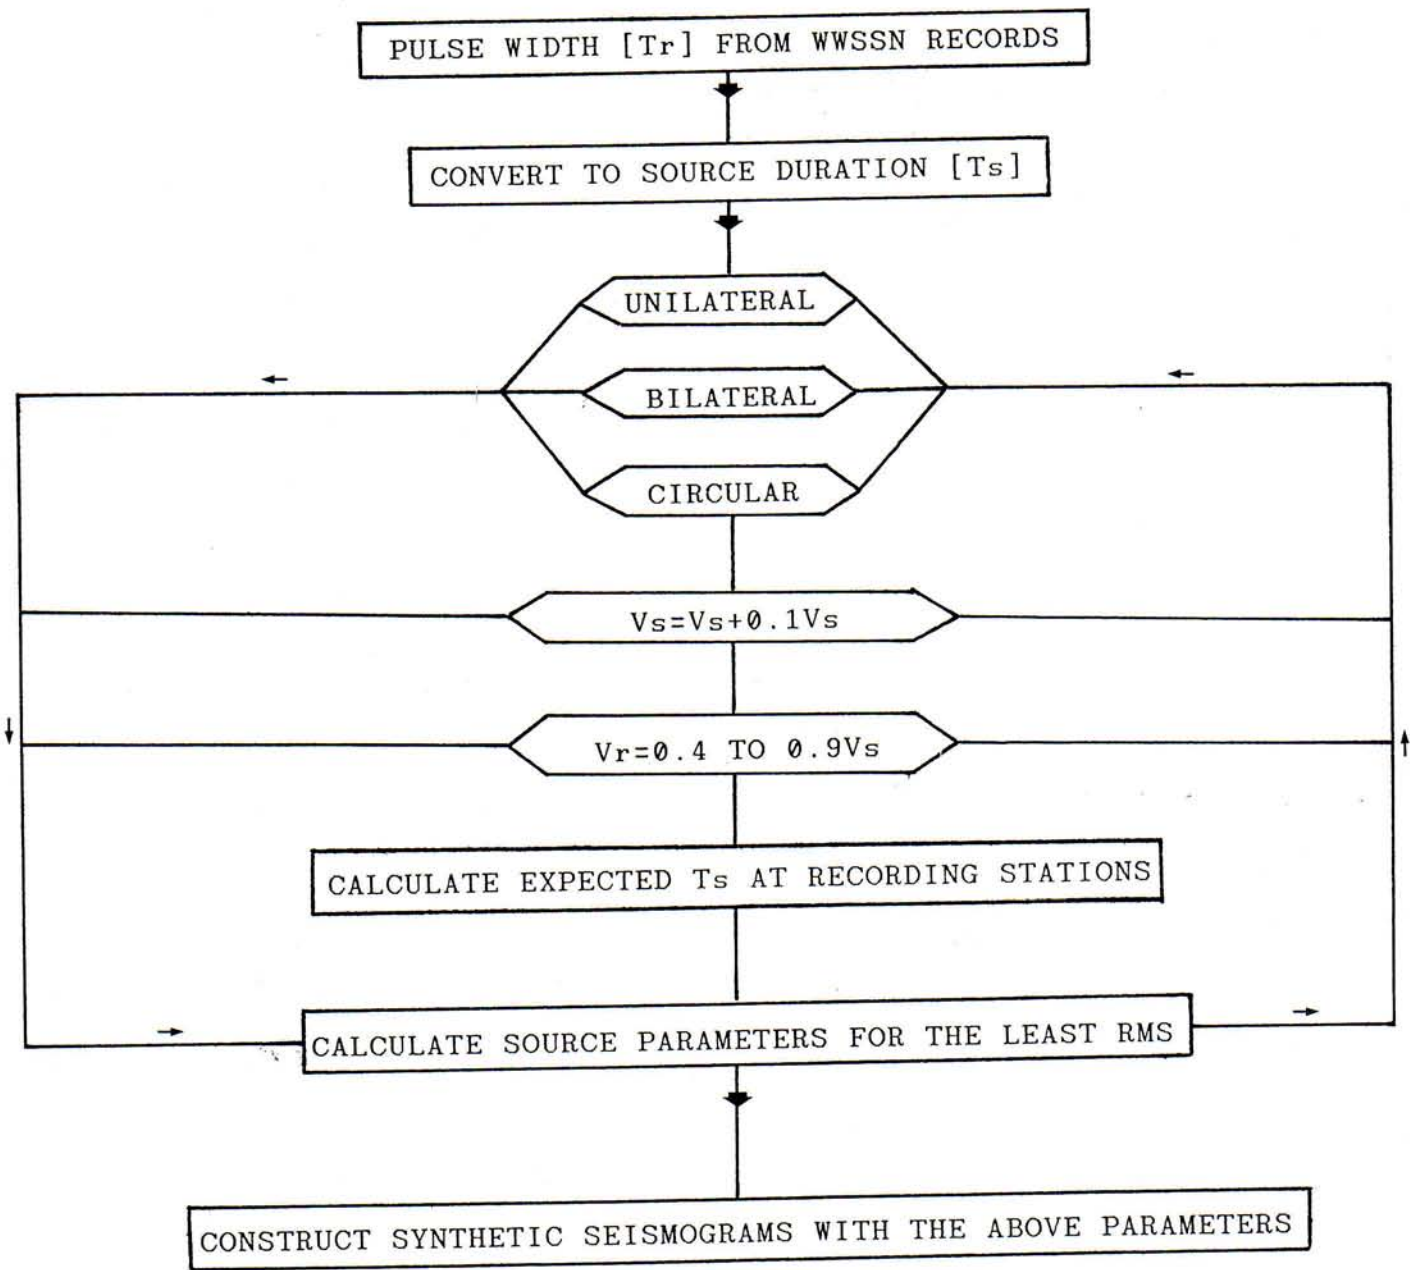 PULSE WIDTH [Tr] FROM WWSSN RECORDS
CONVERT TO SOURCE DURATION [Ts]
UNILATERAL
BILATERAL
CIRCULAR
Vs=Vs+0.1Vs
Vr=0.4 TO 0.9Vs
CALCULATE EXPECTED Ts AT RECORDING STATIONS
CALCULATE SOURCE PARAMETERS FOR THE LEAST RMS
CONSTRUCT SYNTHETIC SEISMOGRAMS WITH THE ABOVE PARAMETERS